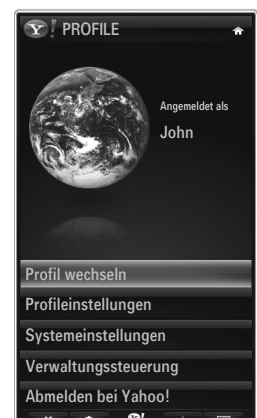 Y! PROFILE
Angemeldet als
John
Profil wechseln
Profileinstellungen
Systemeinstellungen
Verwaltungssteuerung
Abmelden bei Yahoo!
Y!